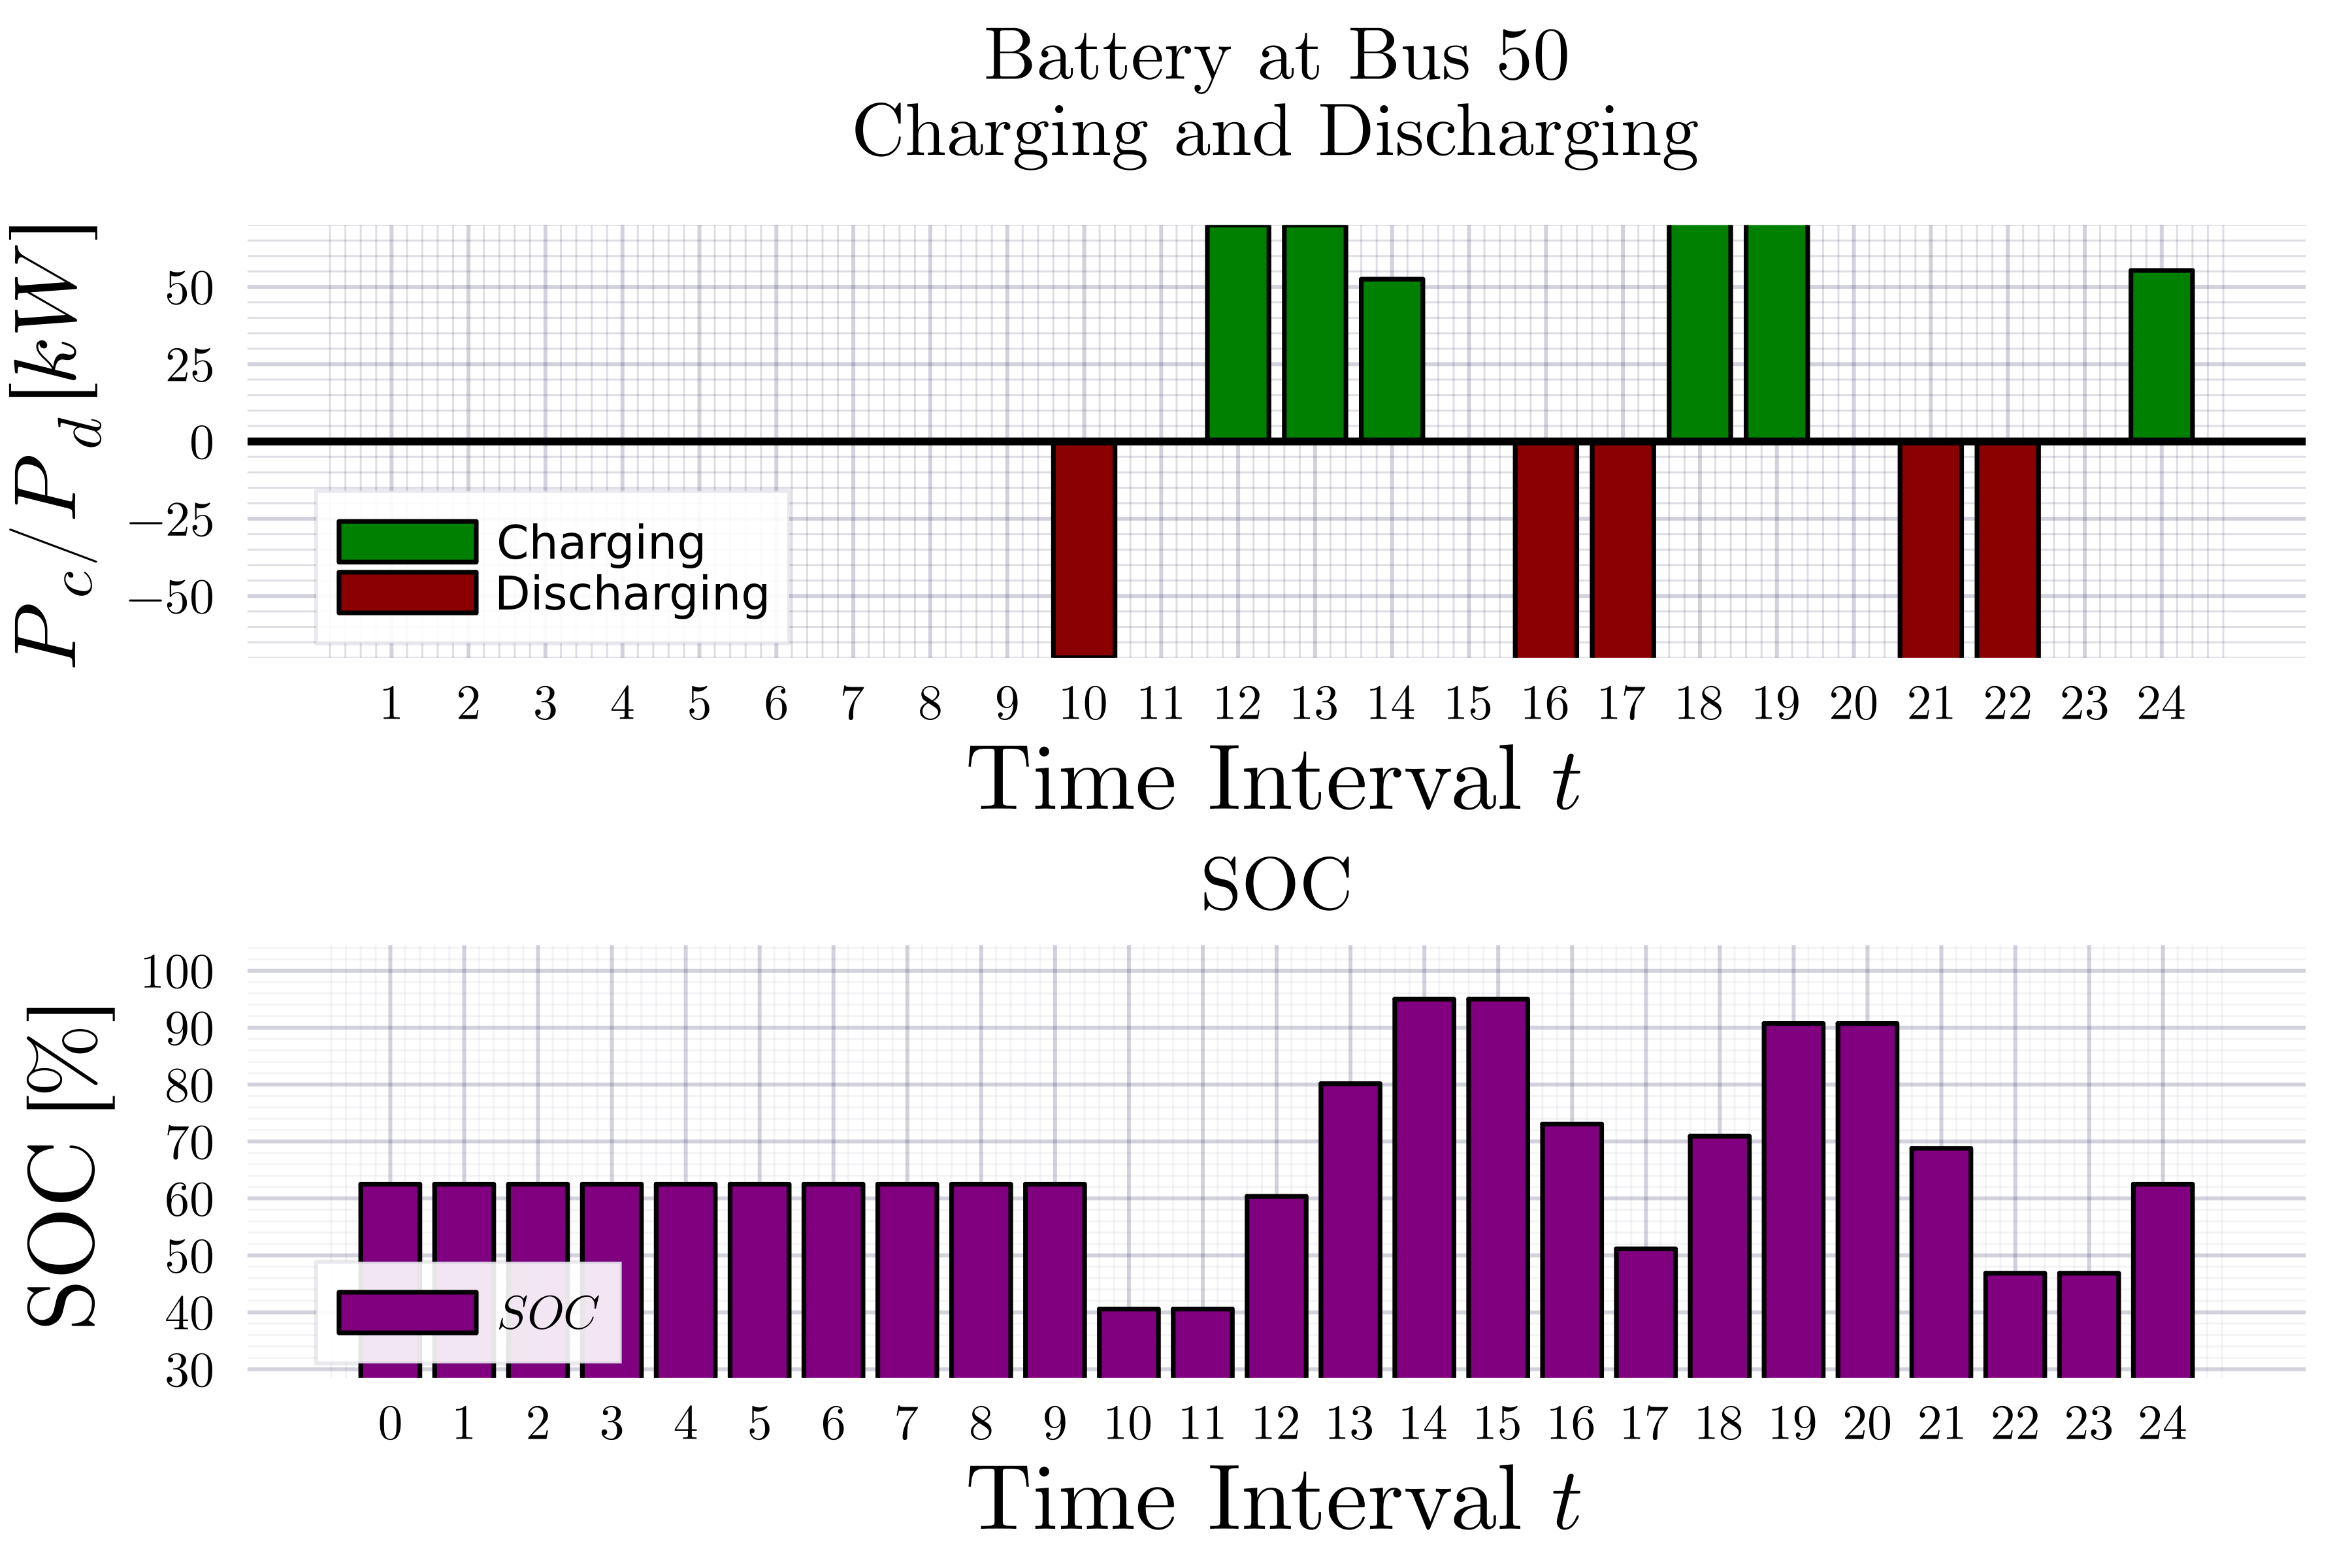 Battery at Bus 50
Charging and Discharging
P_c/P_d [kW]
50
25
0
−25
−50
Charging
Discharging
1 2 3 4 5 6 7 8 9 10 11 12 13 14 15 16 17 18 19 20 21 22 23 24
Time Interval t
SOC
SOC [%]
100
90
80
70
60
50
40
30
SOC
0 1 2 3 4 5 6 7 8 9 10 11 12 13 14 15 16 17 18 19 20 21 22 23 24
Time Interval t